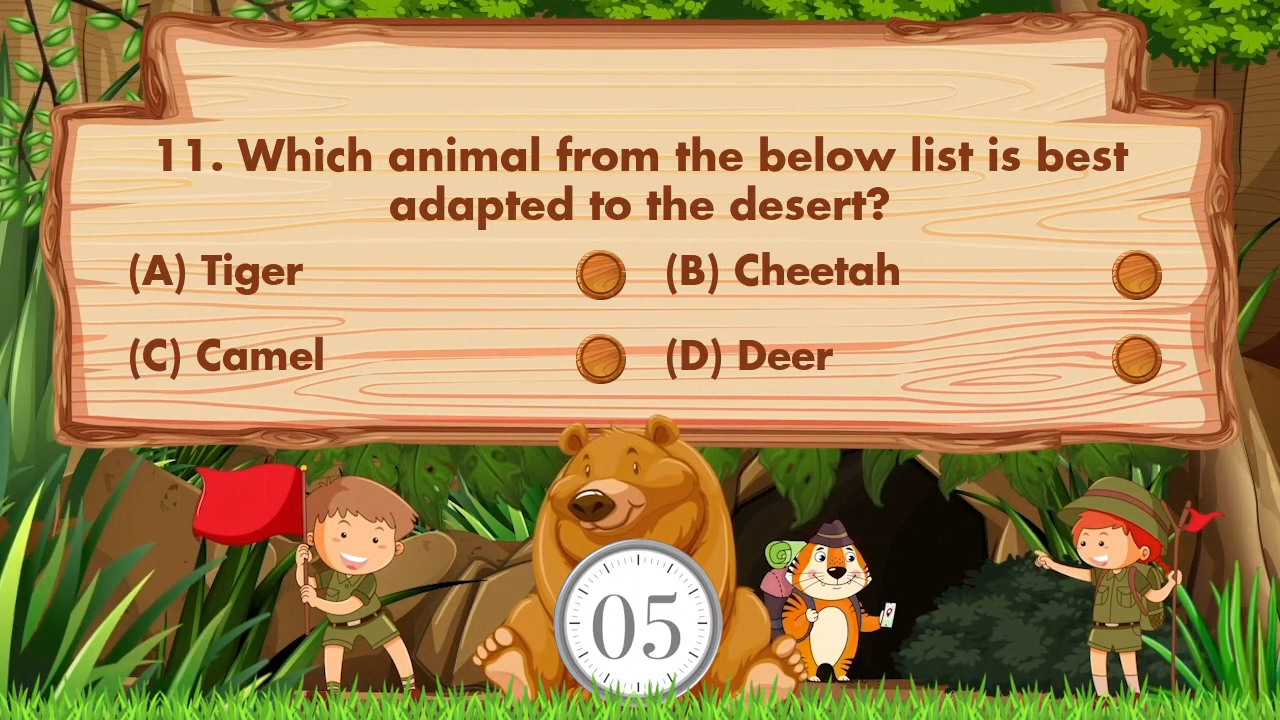 11. Which animal from the below list is best
adapted to the desert?
(A) Tiger
(B) Cheetah
(C) Camel
(D) Deer
05